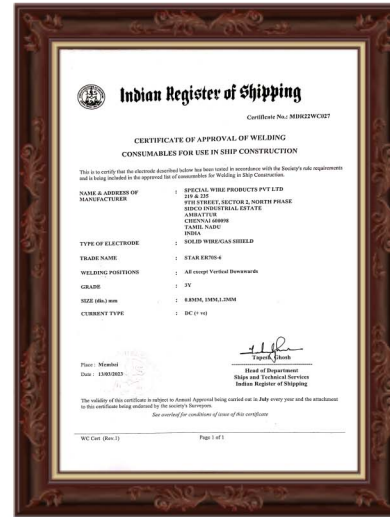 Indian Register of Shipping
Certificate No.: MDR22WC027
CERTIFICATE OF APPROVAL OF WELDING
CONSUMABLES FOR USE IN SHIP CONSTRUCTION
This is to certify that the electrode described below has been tested in accordance with the Society's rule requirements
and is being included in the approved list of consumables for Welding in Ship Construction.
NAME & ADDRESS OF MANUFACTURER : SPECIAL WIRE PRODUCTS PVT LTD
219 & 235
9TH STREET, SECTOR 2, NORTH PHASE
SIDCO INDUSTRIAL ESTATE
AMBATTUR
CHENNAI 600098
TAMIL NADU
INDIA
TYPE OF ELECTRODE : SOLID WIRE/GAS SHIELD
TRADE NAME : STAR ER70S-6
WELDING POSITIONS : All except Vertical Downwards
GRADE : 3Y
SIZE (dia.) mm : 0.8MM, 1MM,1.2MM
CURRENT TYPE : DC (+ ve)
Tapesh Ghosh
Place : Mumbai
Head of Department
Date : 13/03/2023
Ships and Technical Services
Indian Register of Shipping
The validity of this certificate is subject to Annual Approval being carried out in July every year and the attachment
to this certificate being endorsed by the society's Surveyors.
See overleaf for conditions of issue of this certificate
WC Cert (Rev.1) Page 1 of 1